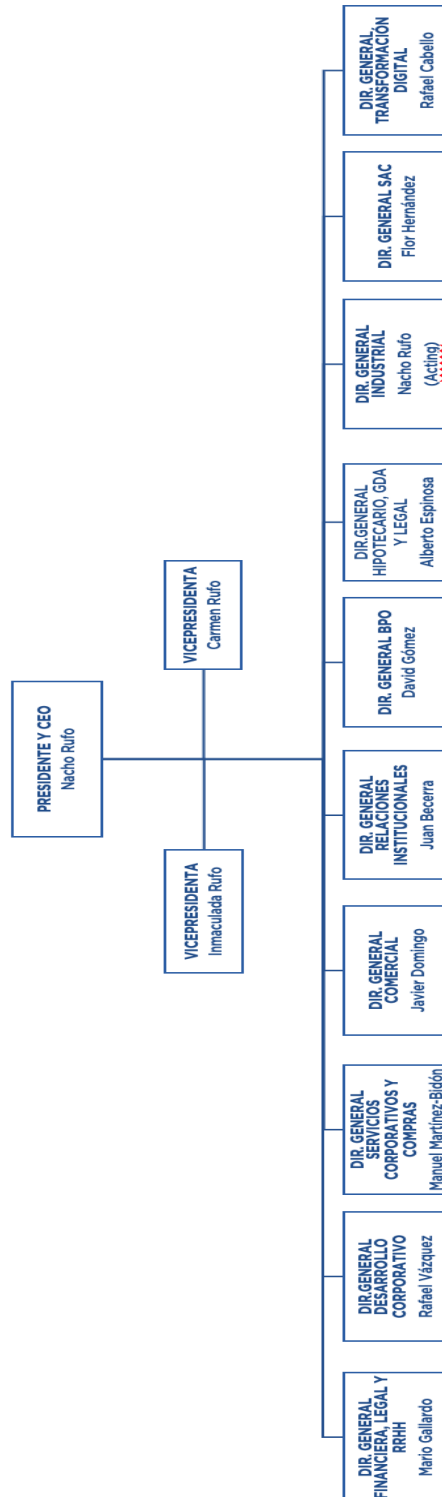 PRESIDENTE Y CEO
Nacho Rufo
VICEPRESIDENTA
Inmaculada Rufo
VICEPRESIDENTA
Carmen Rufo
DIR. GENERAL
FINANCIERA, LEGAL Y
RRHH
Mario Gallardo
DIR.GENERAL
DESARROLLO
CORPORATIVO
Rafael Vázquez
DIR. GENERAL
SERVICIOS
CORPORATIVOS Y
COMPRAS
Manuel Martínez-Bidón
DIR. GENERAL
COMERCIAL
Javier Domingo
DIR. GENERAL
RELACIONES
INSTITUCIONALES
Juan Becerra
DIR. GENERAL BPO
David Gómez
DIR.GENERAL
HIPOTECARIO, GDA
Y LEGAL
Alberto Espinosa
DIR. GENERAL
INDUSTRIAL
Nacho Rufo
(Acting)
DIR. GENERAL SAC
Flor Hernández
DIR. GENERAL
TRANSFORMACIÓN
DIGITAL
Rafael Cabello